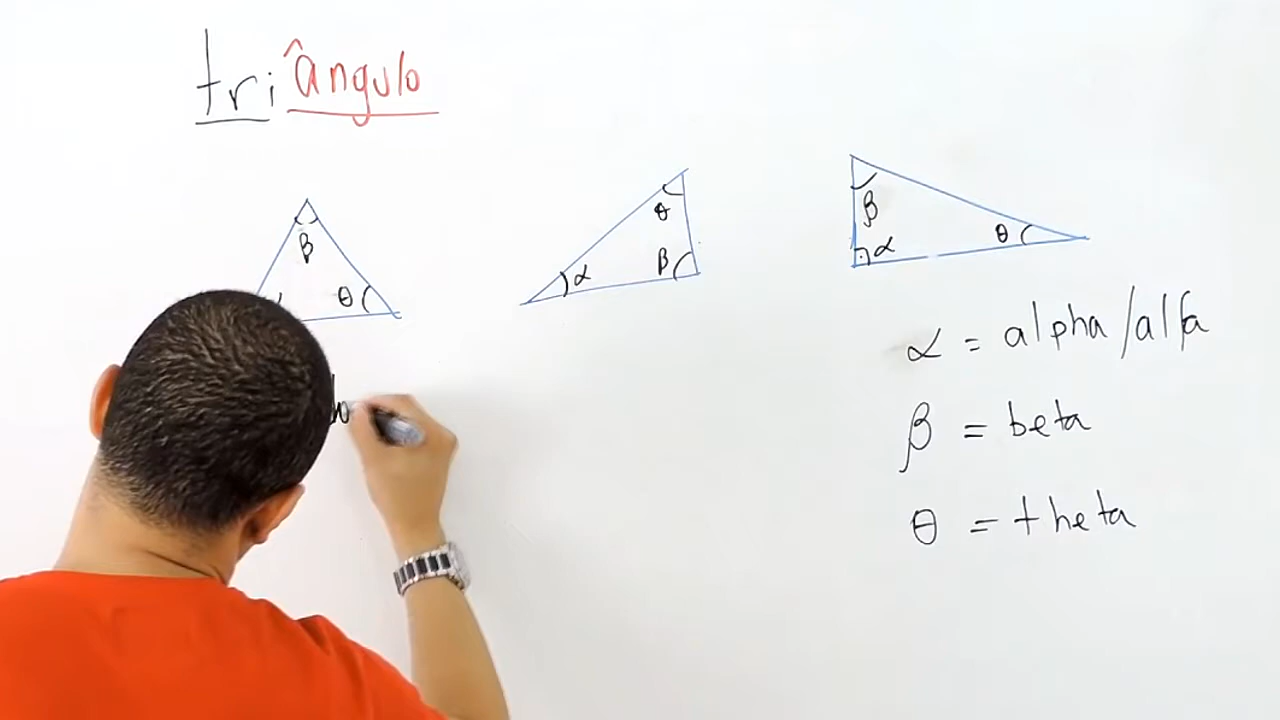 triângulo
β θ
α θ β
β α θ
α = alpha/alfa
β = beta
θ = theta